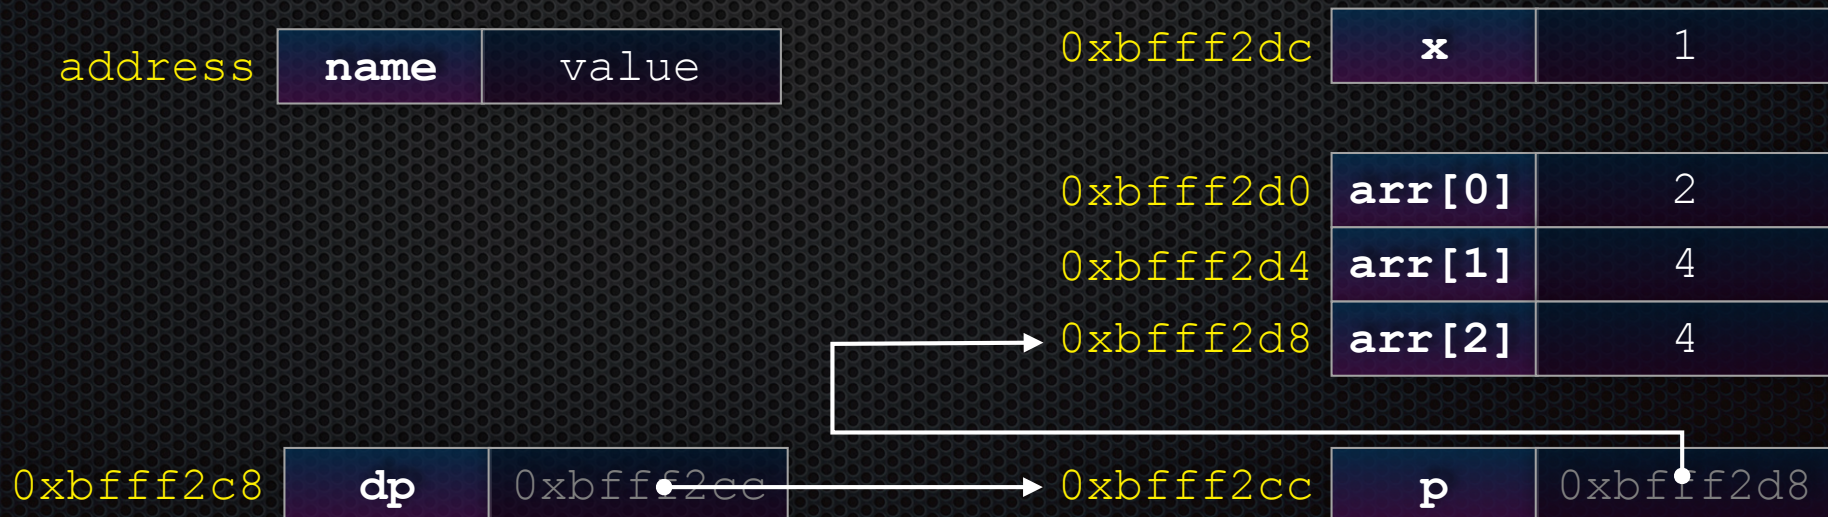 address name value
0xbfff2dc x 1
0xbfff2d0 arr[0] 2
0xbfff2d4 arr[1] 4
0xbfff2d8 arr[2] 4
0xbfff2c8 dp 0xbfff2cc
0xbfff2cc p 0xbfff2d8